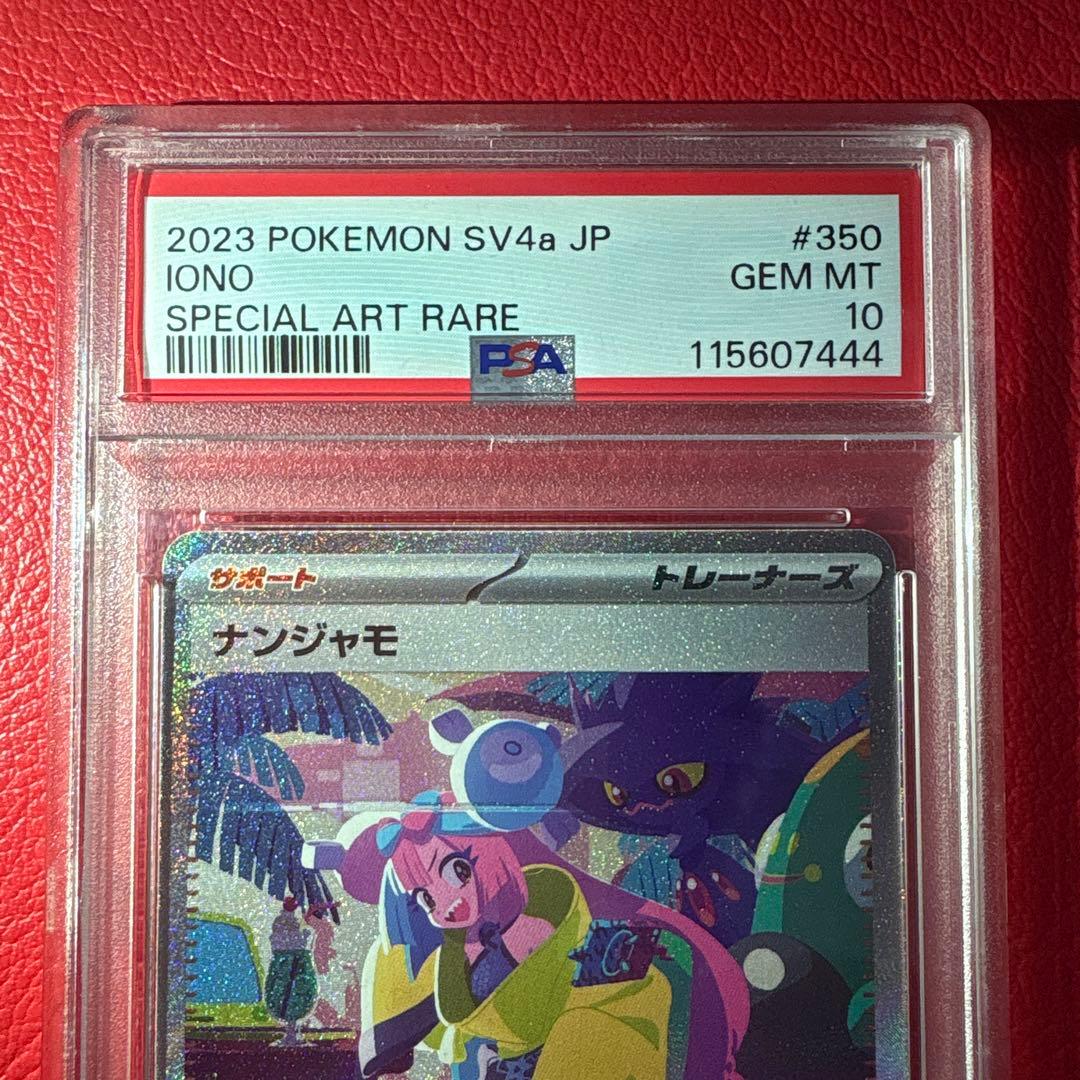 2023 POKEMON SV4a JP #350
IONO GEM MT
SPECIAL ART RARE 10
PSA 115607444
サポート トレーナーズ
ナンジャモ